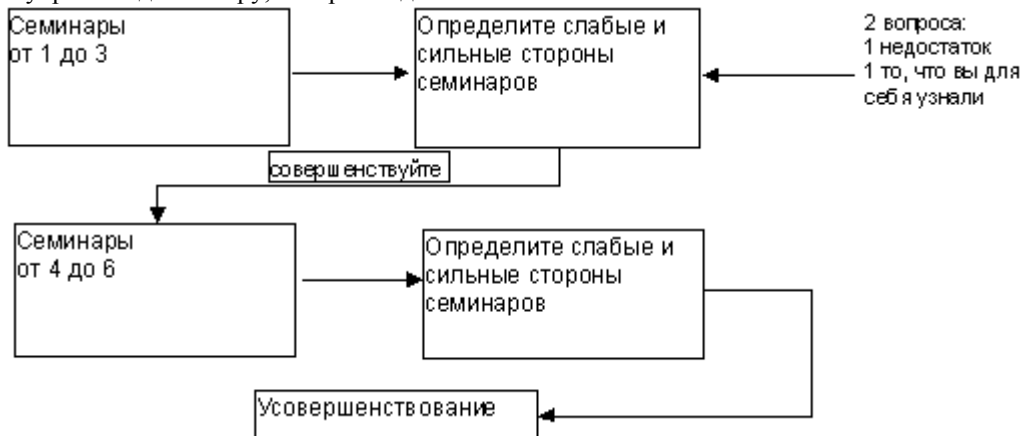 Семинары
от 1 до 3
Определите слабые и
сильные стороны
семинаров
2 вопроса:
1 недостаток
1 то, что вы для
себя узнали
совершенствуйте
Семинары
от 4 до 6
Определите слабые и
сильные стороны
семинаров
Усовершенствование